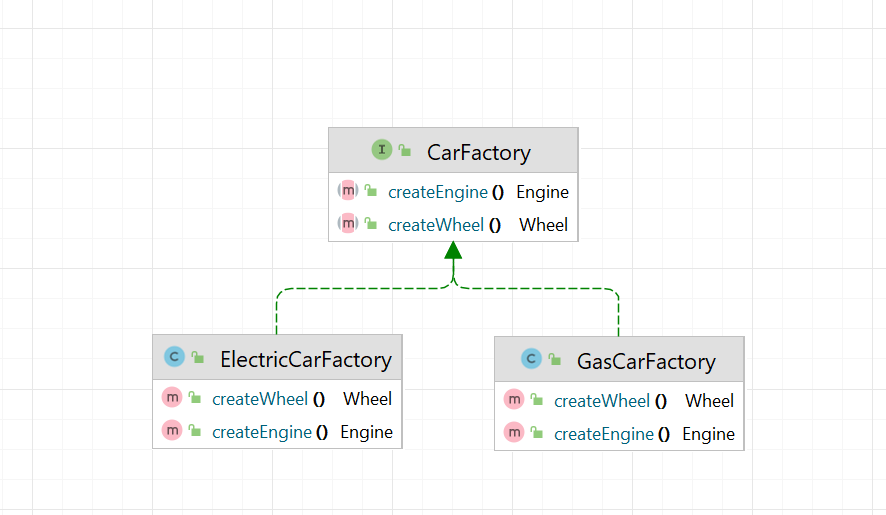 I CarFactory
m createEngine () Engine
m createWheel () Wheel
C ElectricCarFactory
m createWheel () Wheel
m createEngine () Engine
C GasCarFactory
m createWheel () Wheel
m createEngine () Engine